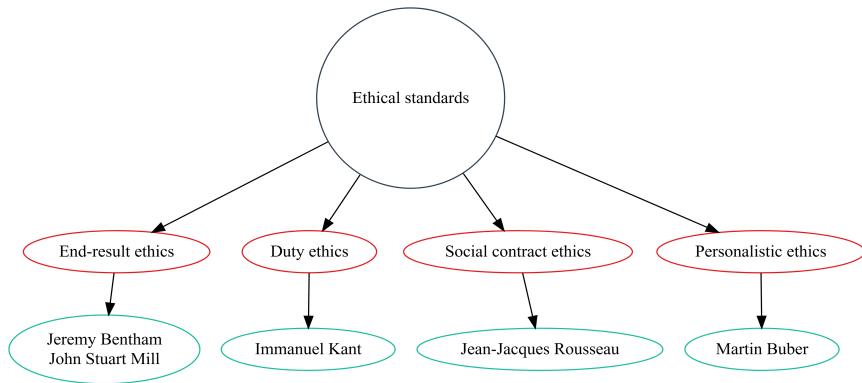 Ethical standards
End-result ethics
Duty ethics
Social contract ethics
Personalistic ethics
Jeremy Bentham
John Stuart Mill
Immanuel Kant
Jean-Jacques Rousseau
Martin Buber